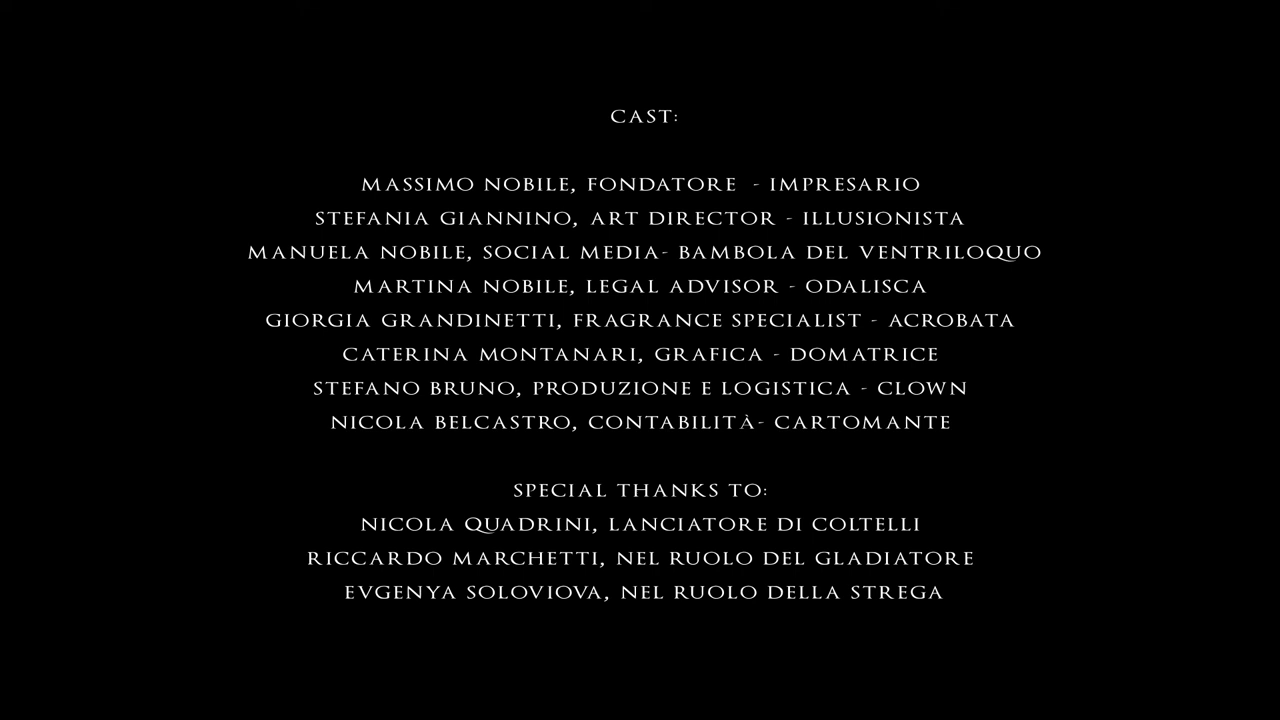 CAST:
MASSIMO NOBILE, FONDATORE - IMPRESARIO
STEFANIA GIANNINO, ART DIRECTOR - ILLUSIONISTA
MANUELA NOBILE, SOCIAL MEDIA- BAMBOLA DEL VENTRILOQUO
MARTINA NOBILE, LEGAL ADVISOR - ODALISCA
GIORGIA GRANDINETTI, FRAGRANCE SPECIALIST - ACROBATA
CATERINA MONTANARI, GRAFICA - DOMATRICE
STEFANO BRUNO, PRODUZIONE E LOGISTICA - CLOWN
NICOLA BELCASTRO, CONTABILITÀ- CARTOMANTE
SPECIAL THANKS TO:
NICOLA QUADRINI, LANCIATORE DI COLTELLI
RICCARDO MARCHETTI, NEL RUOLO DEL GLADIATORE
EVGENYA SOLOVIOVA, NEL RUOLO DELLA STREGA